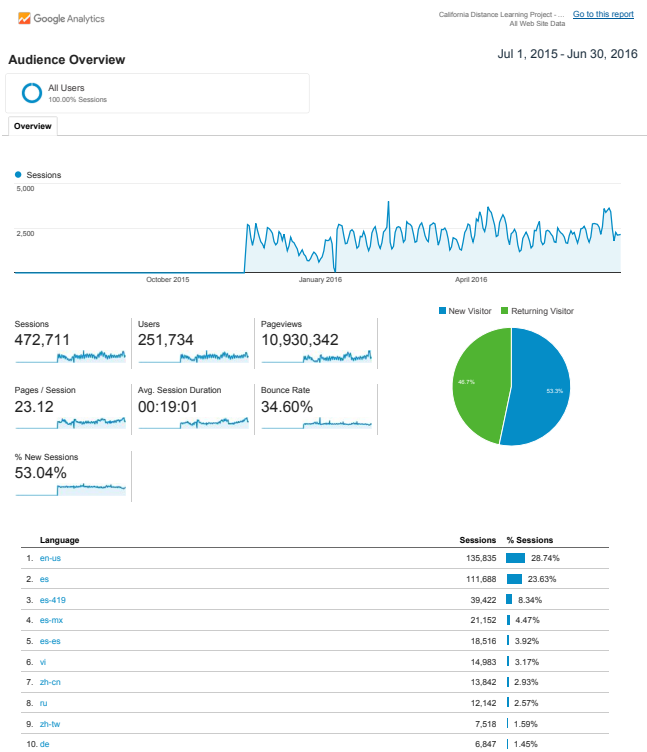 Google Analytics
California Distance Learning Project - ...
All Web Site Data
Go to this report
Audience Overview
Jul 1, 2015 - Jun 30, 2016
All Users
100.00% Sessions
Overview
Sessions
5,000
2,500
October 2015
January 2016
April 2016
Sessions
472,711
Users
251,734
Pageviews
10,930,342
Pages / Session
23.12
Avg. Session Duration
00:19:01
Bounce Rate
34.60%
% New Sessions
53.04%
New Visitor
Returning Visitor
46.7%
53.3%
Language Sessions % Sessions
1. en-us 135,835 28.74%
2. es 111,688 23.63%
3. es-419 39,422 8.34%
4. es-mx 21,152 4.47%
5. es-es 18,516 3.92%
6. vi 14,983 3.17%
7. zh-cn 13,842 2.93%
8. ru 12,142 2.57%
9. zh-tw 7,518 1.59%
10. de 6,847 1.45%